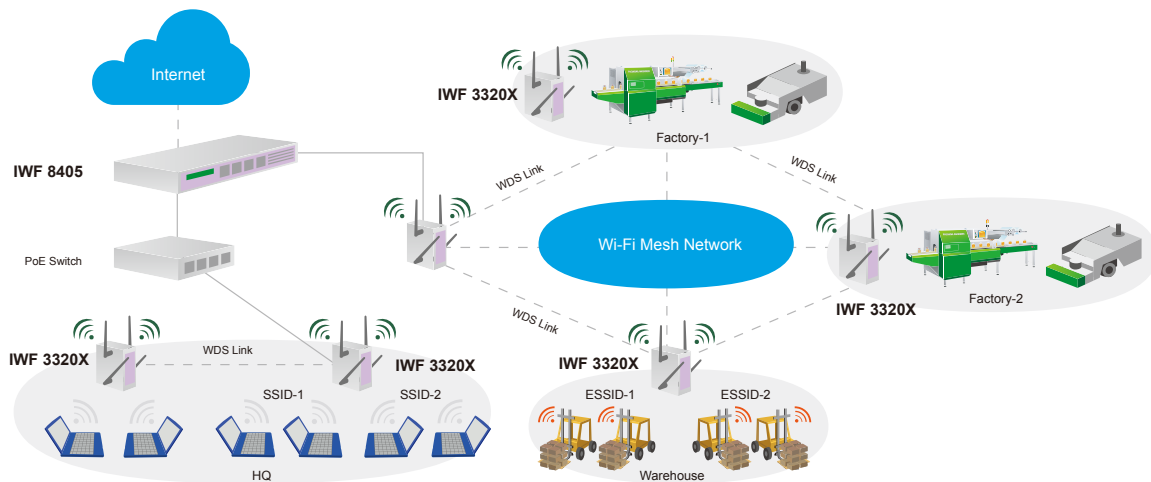 Internet
IWF 8405
PoE Switch
IWF 3320X
WDS Link
IWF 3320X
SSID-1
SSID-2
HQ
IWF 3320X
Factory-1
WDS Link
WDS Link
Wi-Fi Mesh Network
IWF 3320X
Factory-2
WDS Link
IWF 3320X
ESSID-1
ESSID-2
Warehouse